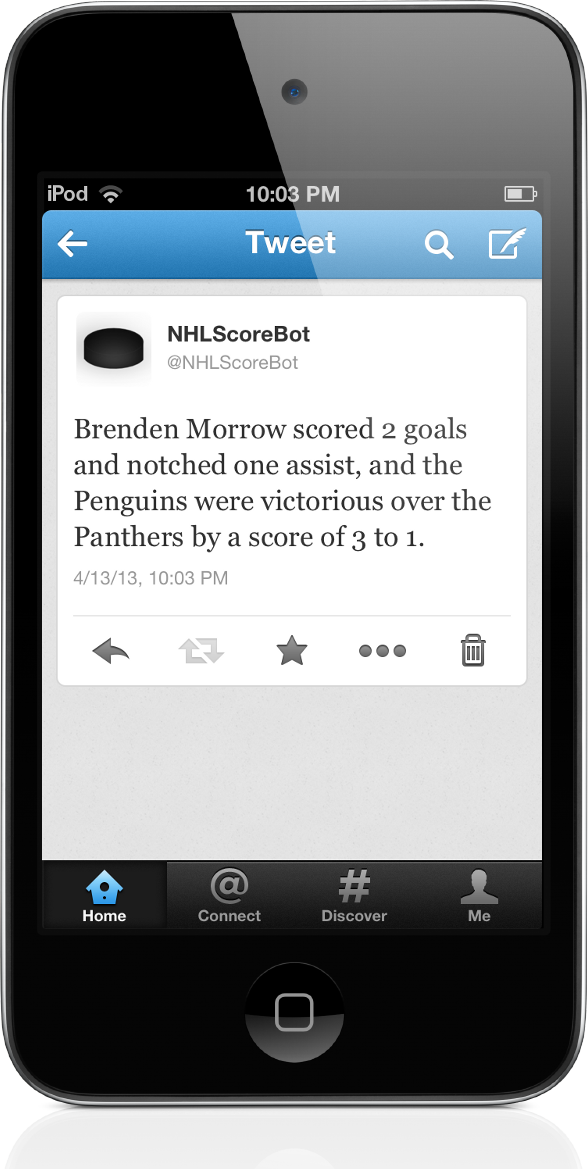 iPod 10:03 PM
Tweet
NHLScoreBot
@NHLScoreBot
Brenden Morrow scored 2 goals
and notched one assist, and the
Penguins were victorious over the
Panthers by a score of 3 to 1.
4/13/13, 10:03 PM
Home Connect Discover Me